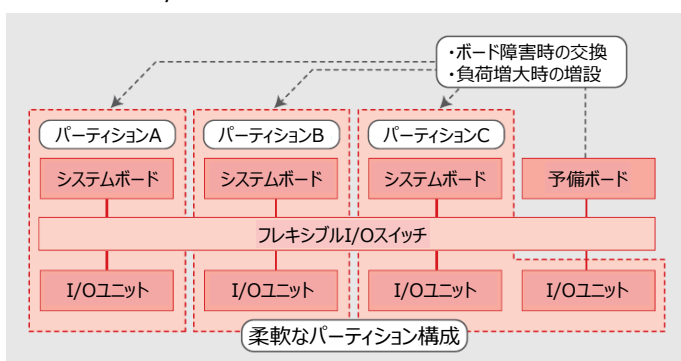 ・ボード障害時の交換
・負荷増大時の増設
パーティションA
パーティションB
パーティションC
システムボード
システムボード
システムボード
予備ボード
フレキシブルI/Oスイッチ
I/Oユニット
I/Oユニット
I/Oユニット
I/Oユニット
柔軟なパーティション構成